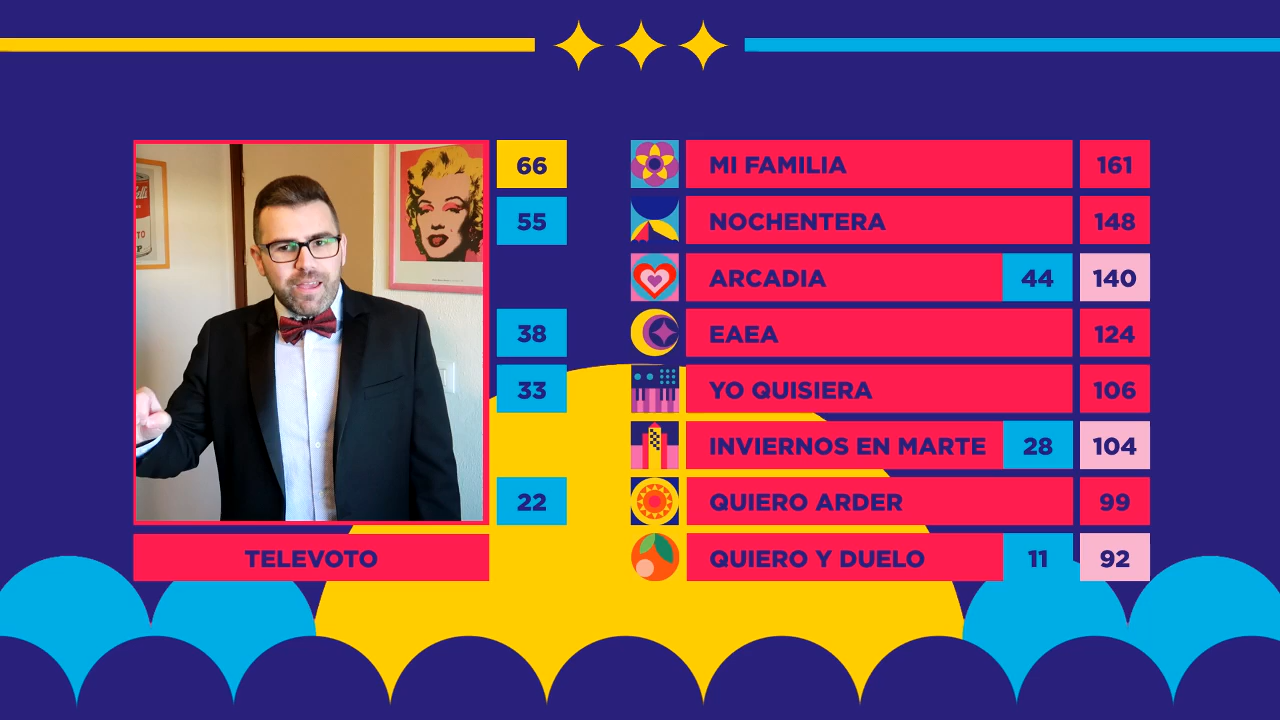 66
55
38
33
22
TELEVOTO
MI FAMILIA 161
NOCHENTERA 148
ARCADIA 44 140
EAEA 124
YO QUISIERA 106
INVIERNOS EN MARTE 28 104
QUIERO ARDER 99
QUIERO Y DUELO 11 92